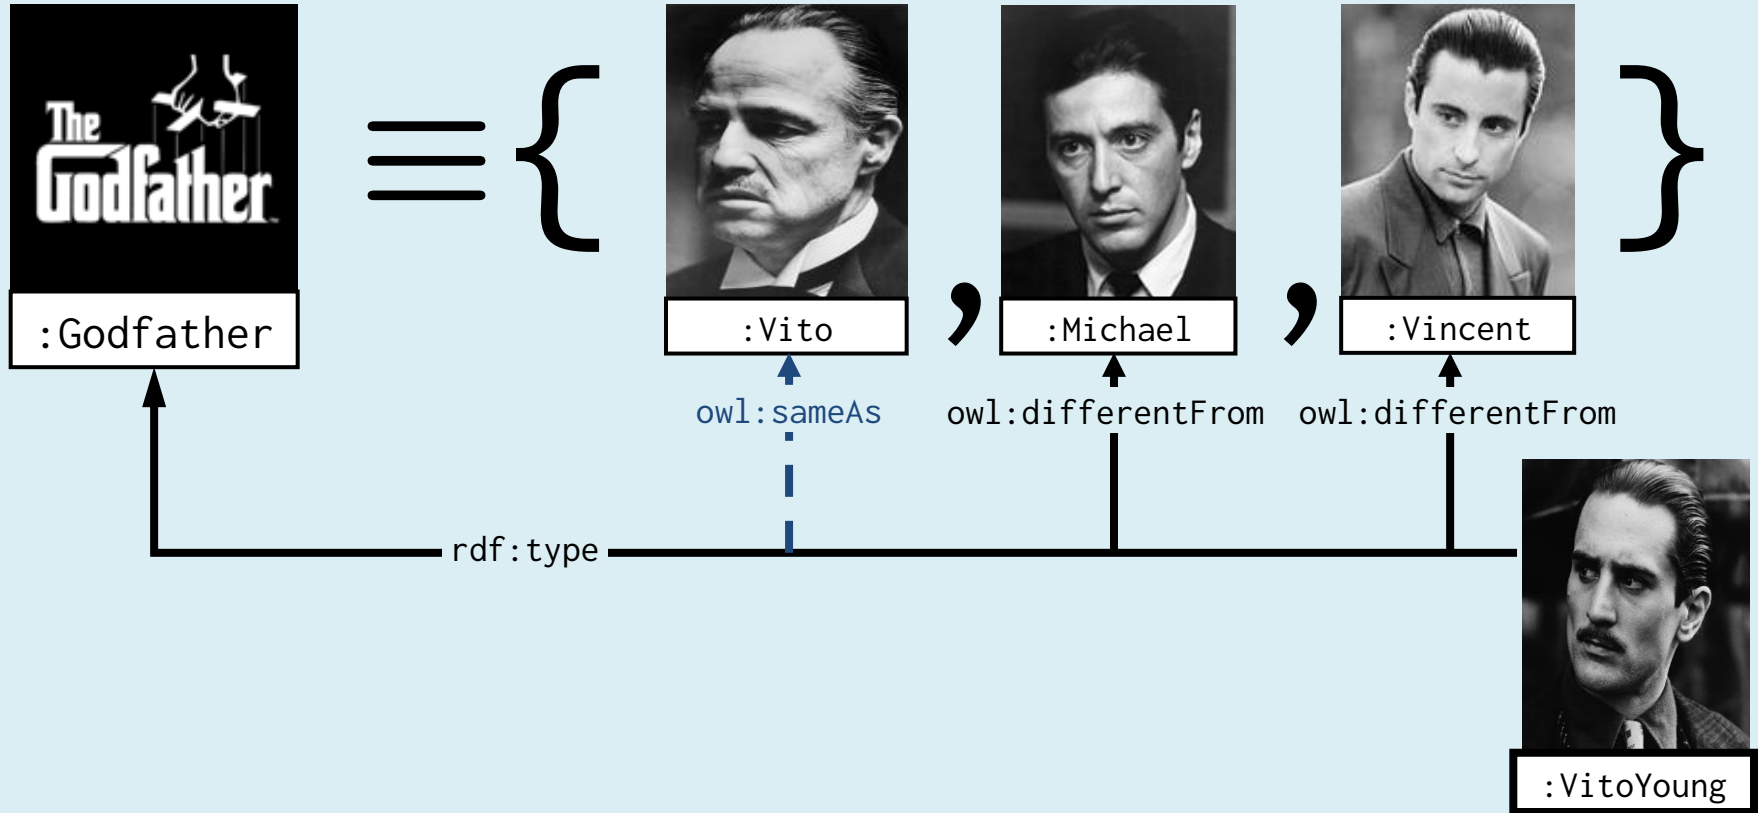 The
Godfather
≡ {
,
,
}
:Godfather
:Vito
:Michael
:Vincent
owl:sameAs
owl:differentFrom
owl:differentFrom
rdf:type
:VitoYoung